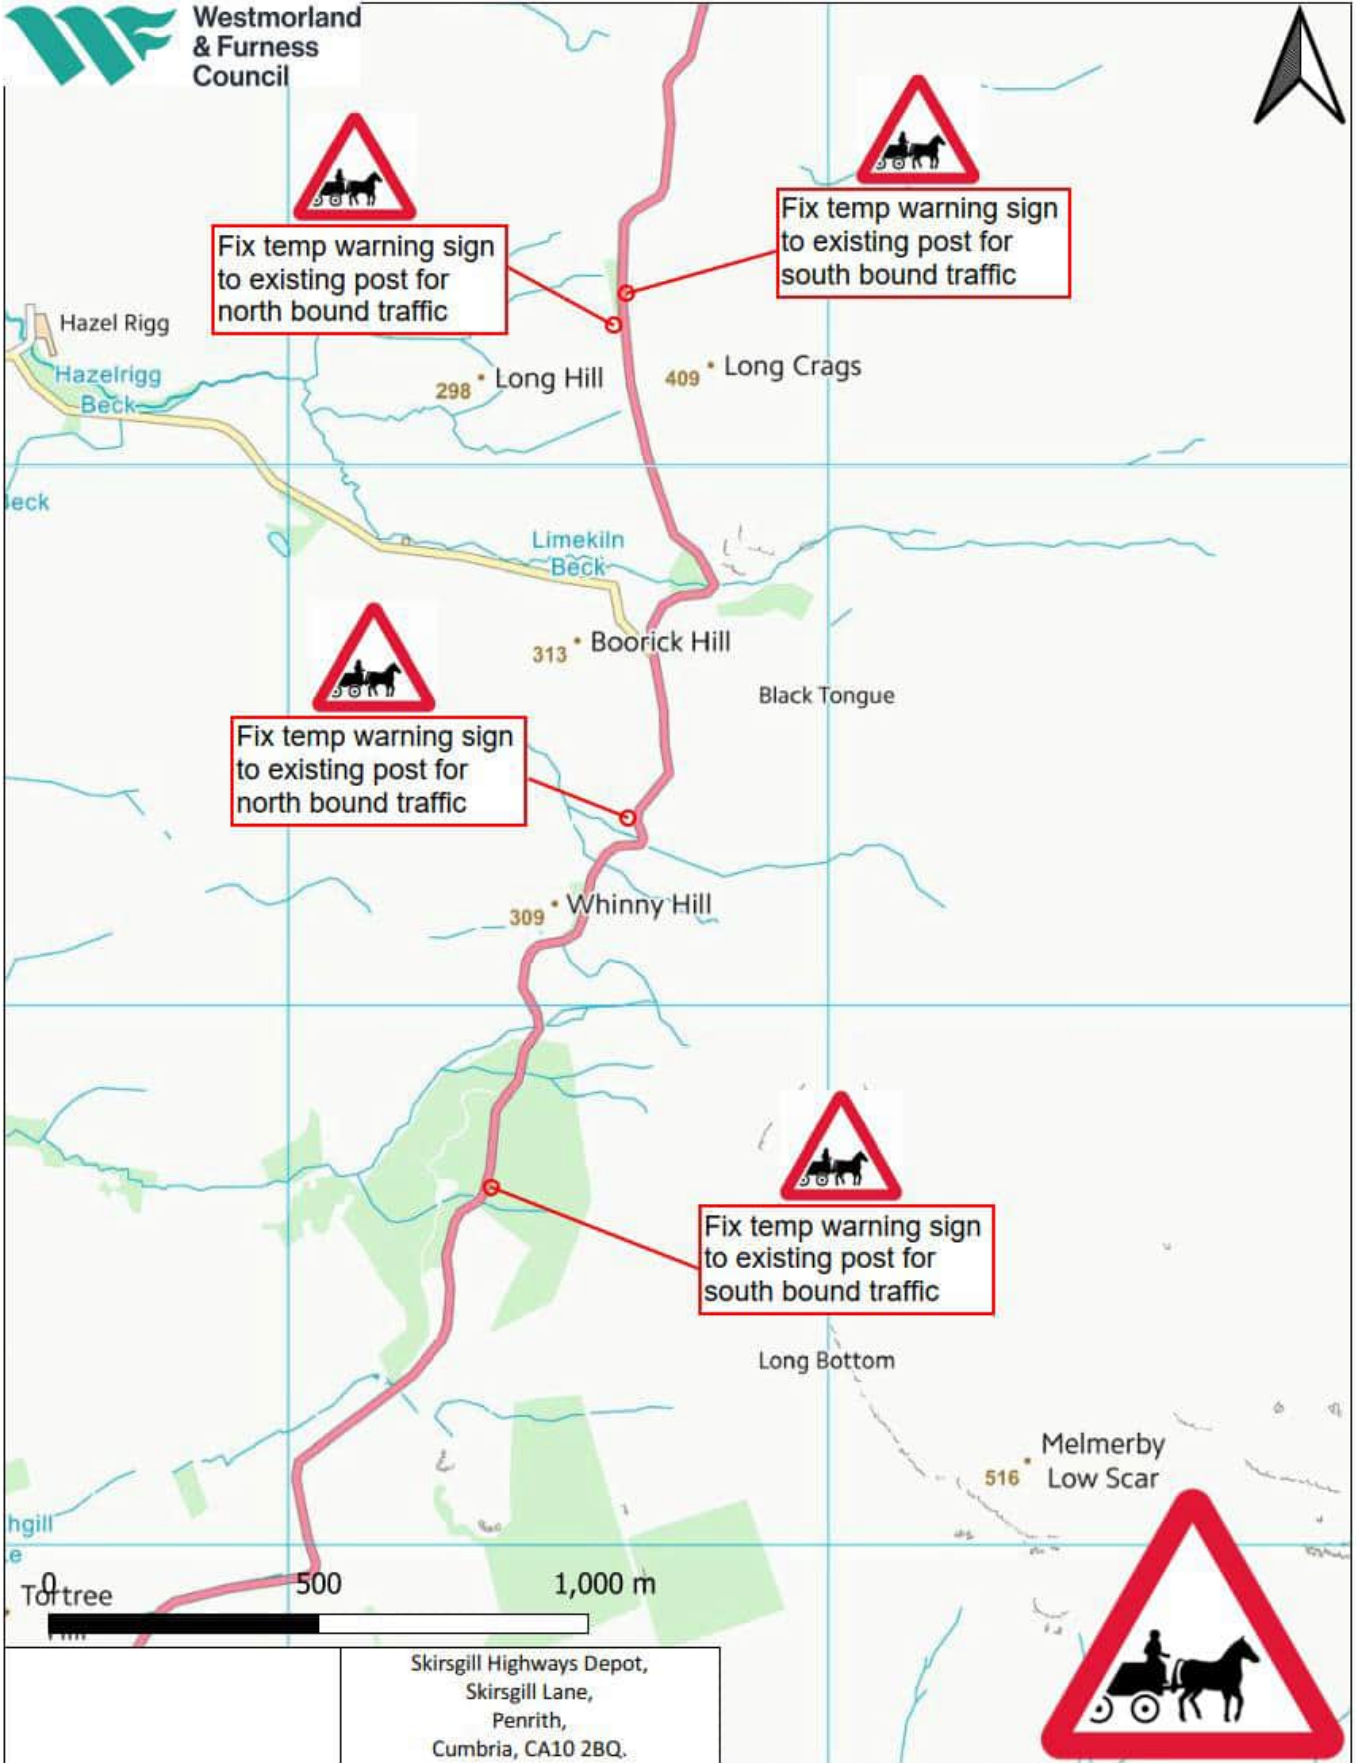 Westmorland
& Furness
Council
Fix temp warning sign
to existing post for
south bound traffic
Fix temp warning sign
to existing post for
north bound traffic
Hazel Rigg
Hazelrigg
Beck
298 Long Hill
409 Long Crags
Limekiln
Beck
313 Boorick Hill
Black Tongue
Fix temp warning sign
to existing post for
north bound traffic
309 Whinny Hill
Fix temp warning sign
to existing post for
south bound traffic
Long Bottom
Melmerby
516 Low Scar
hgill
e
Tortree
0 500 1,000 m
Skirsgill Highways Depot,
Skirsgill Lane,
Penrith,
Cumbria, CA10 2BQ.